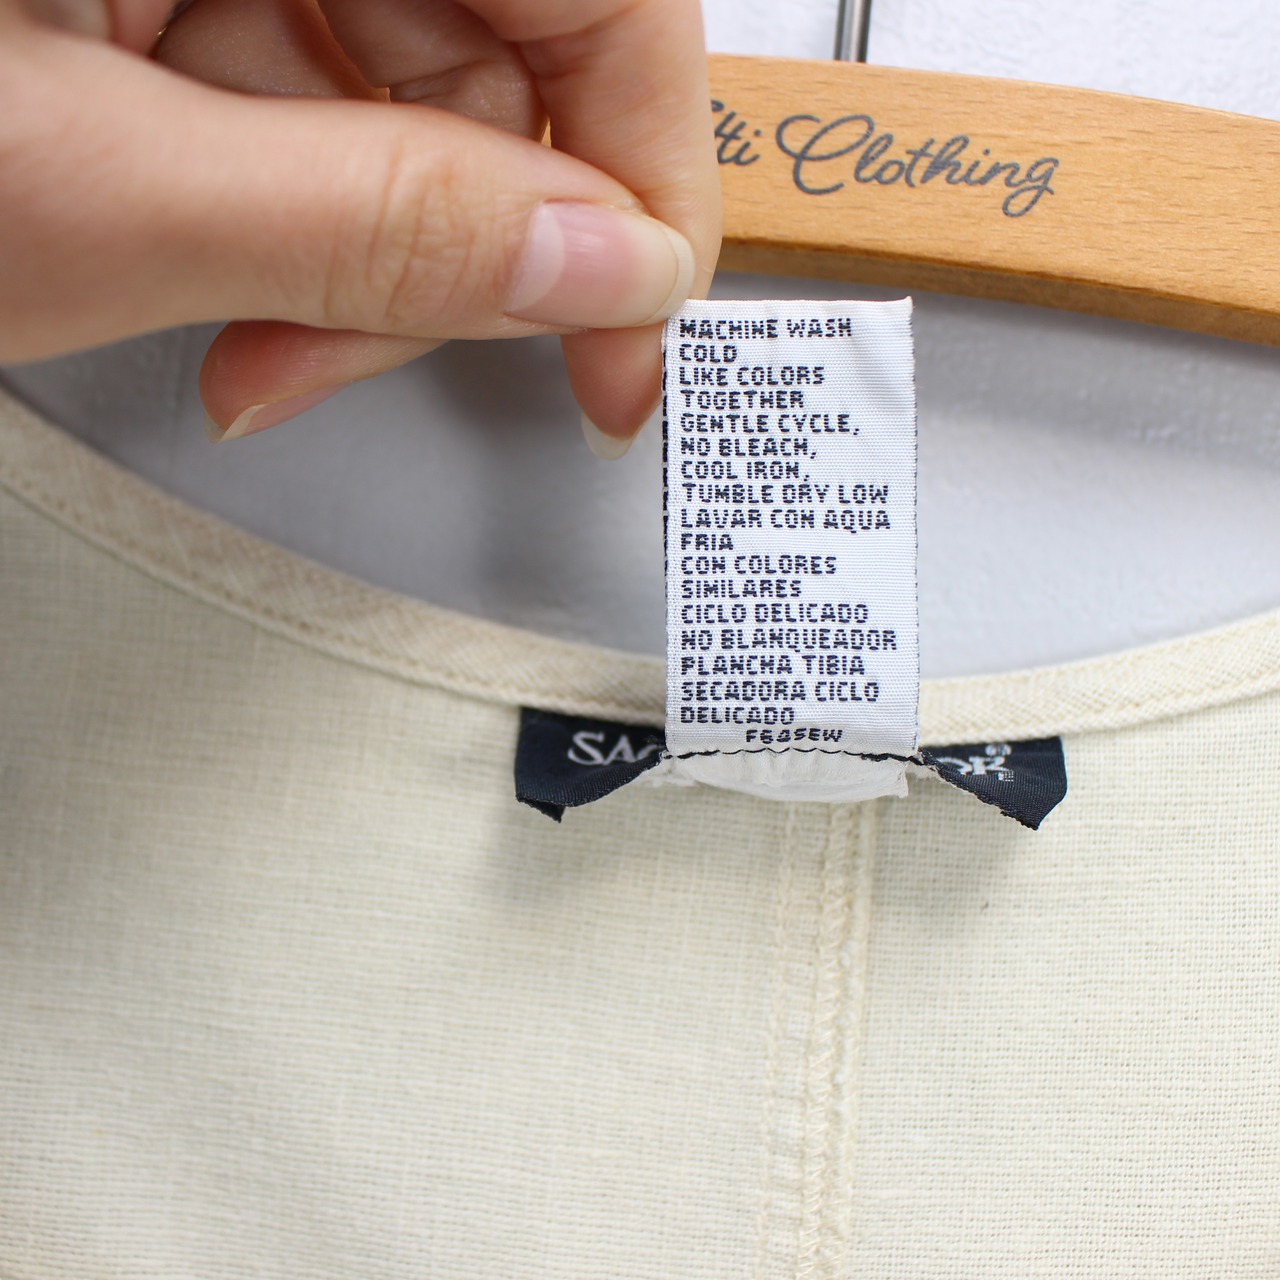 Clothing
MACHINE WASH
COLD
LIKE COLORS
TOGETHER
GENTLE CYCLE,
NO BLEACH,
COOL IRON,
TUMBLE DRY LOW
LAVAR CON AQUA
FRIA
CON COLORES
SIMILARES
CICLO DELICADO
NO BLANQUEADOR
PLANCHA TIBIA
SECADORA CICLO
DELICADO